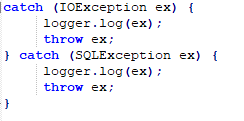 catch (IOException ex) {
    logger.log(ex);
    throw ex;
} catch (SQLException ex) {
    logger.log(ex);
    throw ex;
}